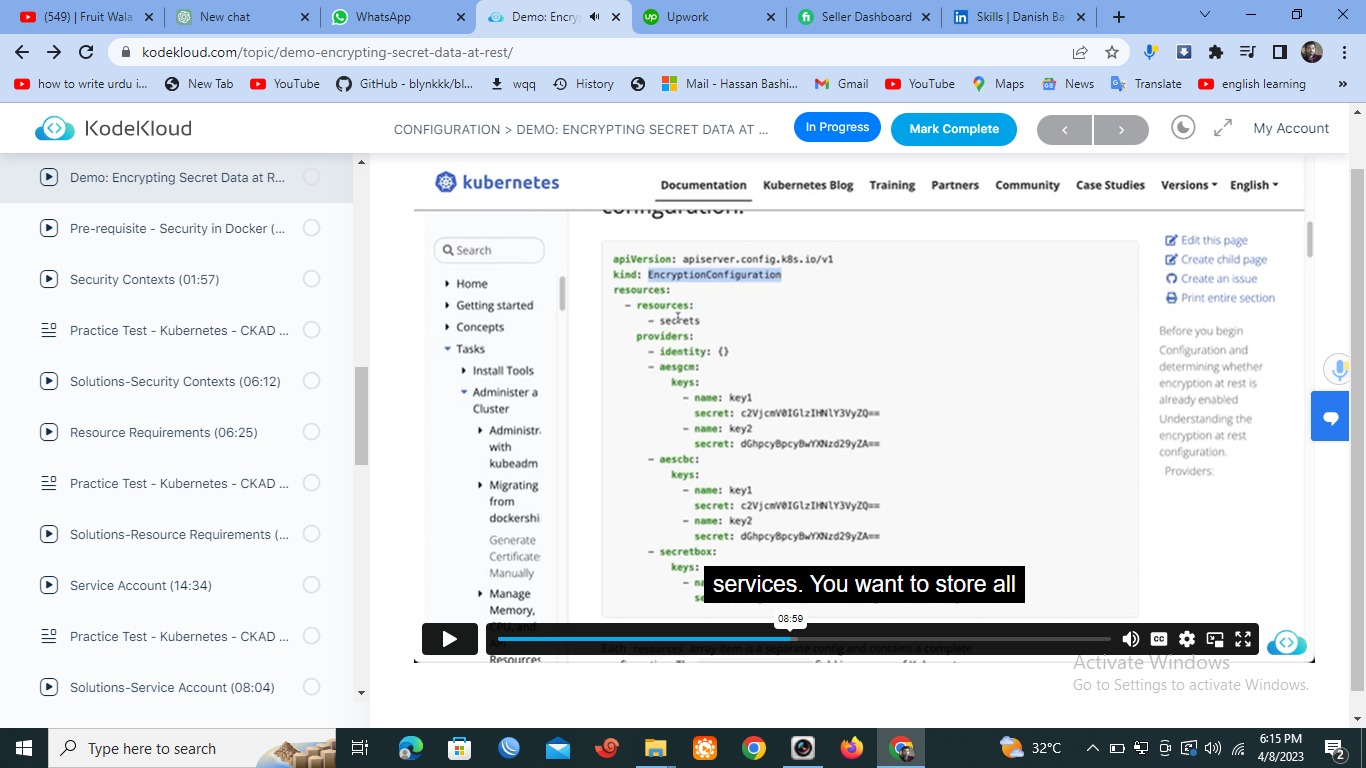 (549) | Fruit Wala
New chat
WhatsApp
Demo: Encry
Upwork
Seller Dashboard
Skills | Danish Ba
kodekloud.com/topic/demo-encrypting-secret-data-at-rest/
how to write urdu i...
New Tab
YouTube
GitHub - blynkkk/bl...
wqq
History
Mail - Hassan Bashi...
Gmail
YouTube
Maps
News
Translate
english learning
»
KodeKloud
CONFIGURATION > DEMO: ENCRYPTING SECRET DATA AT ...
In Progress
Mark Complete
My Account
Demo: Encrypting Secret Data at R...
Pre-requisite - Security in Docker (...
Security Contexts (01:57)
Practice Test - Kubernetes - CKAD ...
Solutions-Security Contexts (06:12)
Resource Requirements (06:25)
Practice Test - Kubernetes - CKAD ...
Solutions-Resource Requirements (...
Service Account (14:34)
Practice Test - Kubernetes - CKAD ...
Solutions-Service Account (08:04)
kubernetes
Documentation
Kubernetes Blog
Training
Partners
Community
Case Studies
Versions
English
configuration.
Search
Home
Getting started
Concepts
Tasks
Install Tools
Administer a
Cluster
Administr
with
kubeadm
Migrating
from
dockershi
Generate
Certificate
Manually
Manage
Memory,
CPU, and
API
Resources
apiVersion: apiserver.config.k8s.io/v1
kind: EncryptionConfiguration
resources:
- resources:
- secrets
providers:
- identity: {}
- aesgcm:
keys:
- name: key1
secret: c2VjcmV0IGlzIHNlY3VyZQ==
- name: key2
secret: dGhpcyBpcyBwYXNzd29yZA==
- aescbc:
keys:
- name: key1
secret: c2VjcmV0IGlzIHNlY3VyZQ==
- name: key2
secret: dGhpcyBpcyBwYXNzd29yZA==
- secretbox:
keys:
services. You want to store all
08:59
CC
Each resources array item is a separate config and contains a complete
Edit this page
Create child page
Create an issue
Print entire section
Before you begin
Configuration and
determining whether
encryption at rest is
already enabled
Understanding the
encryption at rest
configuration.
Providers:
Activate Windows
Go to Settings to activate Windows.
Type here to search
32°C
6:15 PM
4/8/2023
2